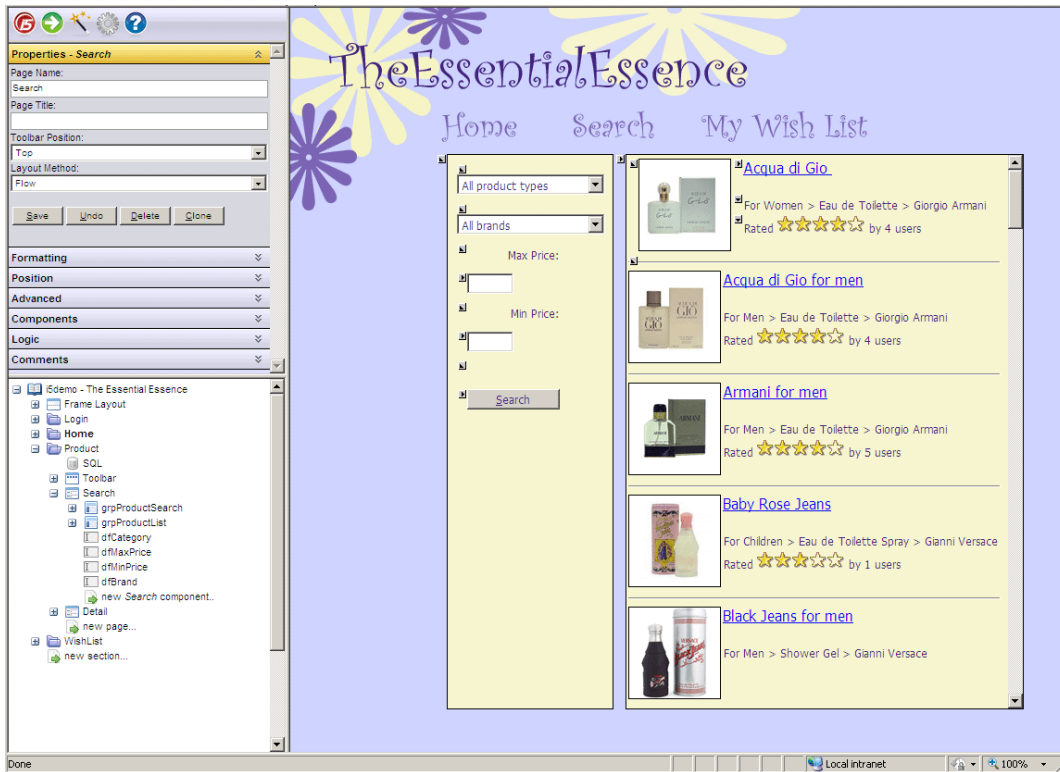 Properties - Search
Page Name:
Search
Page Title:
Toolbar Position:
Top
Layout Method:
Flow
Save Undo Delete Clone
Formatting
Position
Advanced
Components
Logic
Comments
i5demo - The Essential Essence
Frame Layout
Login
Home
Product
SQL
Toolbar
Search
grpProductSearch
grpProductList
dfCategory
dfMaxPrice
dfMinPrice
dfBrand
new Search component..
Detail
new page...
WishList
new section...
TheEssentialEssence
Home Search My Wish List
All product types
All brands
Max Price:
Min Price:
Search
Acqua di Gio
For Women > Eau de Toilette > Giorgio Armani
Rated by 4 users
Acqua di Gio for men
For Men > Eau de Toilette > Giorgio Armani
Rated by 4 users
Armani for men
For Men > Eau de Toilette > Giorgio Armani
Rated by 5 users
Baby Rose Jeans
For Children > Eau de Toilette Spray > Gianni Versace
Rated by 1 users
Black Jeans for men
For Men > Shower Gel > Gianni Versace
Done
Local intranet
100%